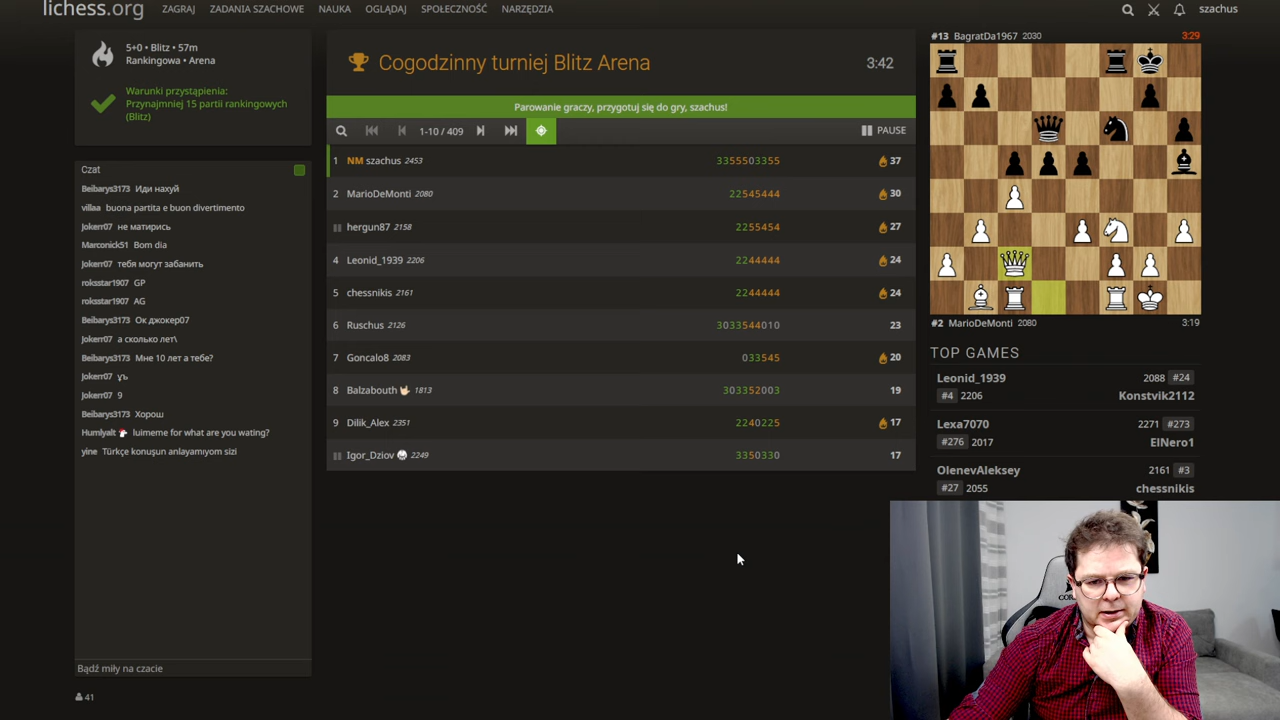 lichess.org
ZAGRAJ
ZADANIA SZACHOWE
NAUKA
OGLĄDAJ
SPOŁECZNOŚĆ
NARZĘDZIA
szachus
5+0 • Blitz • 57m
Rankingowa • Arena
Warunki przystąpienia:
Przynajmniej 15 partii rankingowych
(Blitz)
Czat
Beibarys3173 Иди нахуй
villaa buona partita e buon divertimento
Jokerr07 не матирись
Marconick51 Bom dia
Jokerr07 тебя могут забанить
roksstar1907 GP
roksstar1907 AG
Beibarys3173 Ок джокер07
Jokerr07 а сколько лет\
Beibarys3173 Мне 10 лет а тебе?
Jokerr07 ұъ
Jokerr07 9
Beibarys3173 Хорош
Humlyalt luimeme for what are you wating?
yine Türkçe konuşun anlayamıyom sizi
Bądź miły na czacie
41
Cogodzinny turniej Blitz Arena
3:42
Parowanie graczy, przygotuj się do gry, szachus!
1-10 / 409
PAUSE
1 NM szachus 2453 33555503355 37
2 MarioDeMonti 2080 22545444 30
hergun87 2158 2255454 27
4 Leonid_1939 2206 2244444 24
5 chessnikis 2161 2244444 24
6 Ruschus 2126 3033544010 23
7 Goncalo8 2083 033545 20
8 Balzabouth 1813 303352003 19
9 Dilik_Alex 2351 2240225 17
Igor_Dziov 2249 3350330 17
#13 BagratDa1967 2030 3:29
#2 MarioDeMonti 2080 3:19
TOP GAMES
Leonid_1939 2088 #24
#4 2206 Konstvik2112
Lexa7070 2271 #273
#276 2017 ElNero1
OlenevAleksey 2161 #3
#27 2055 chessnikis